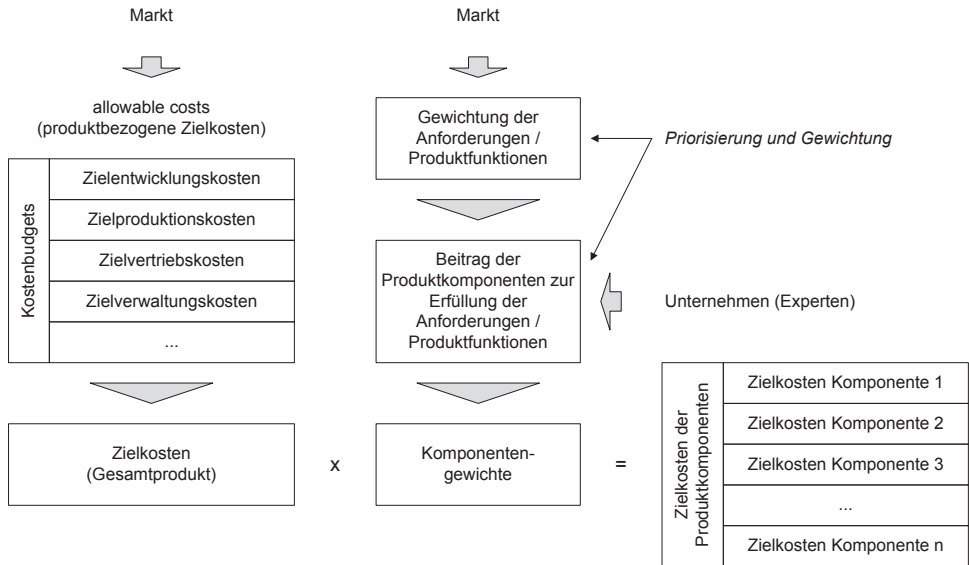 Markt
allowable costs
(produktbezogene Zielkosten)
Kostenbudgets
Zielentwicklungskosten
Zielproduktionskosten
Zielvertriebskosten
Zielverwaltungskosten
...
Zielkosten
(Gesamtprodukt)
x
Markt
Gewichtung der
Anforderungen /
Produktfunktionen
Priorisierung und Gewichtung
Beitrag der
Produktkomponenten zur
Erfüllung der
Anforderungen /
Produktfunktionen
Unternehmen (Experten)
Komponenten-
gewichte
=
Zielkosten der
Produktkomponenten
Zielkosten Komponente 1
Zielkosten Komponente 2
Zielkosten Komponente 3
...
Zielkosten Komponente n